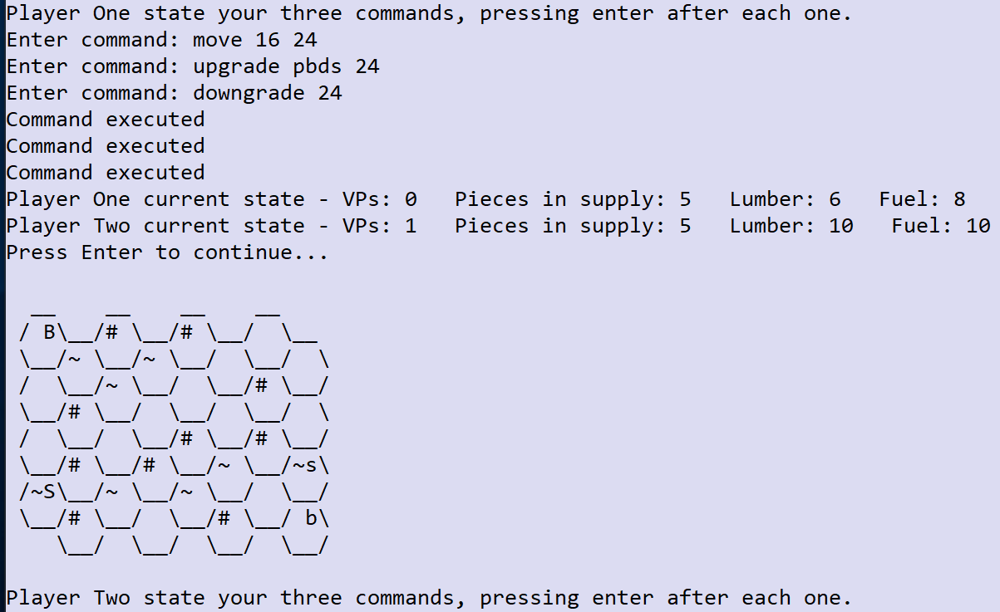 Player One state your three commands, pressing enter after each one.
Enter command: move 16 24
Enter command: upgrade pbds 24
Enter command: downgrade 24
Command executed
Command executed
Command executed
Player One current state - VPs: 0   Pieces in supply: 5   Lumber: 6   Fuel: 8
Player Two current state - VPs: 1   Pieces in supply: 5   Lumber: 10   Fuel: 10
Press Enter to continue...
  __    __    __    __
 / B\__/# \__/# \__/  \__
 \__/~ \__/~ \__/  \__/  \
 /  \__/~ \__/  \__/# \__/
 \__/# \__/  \__/  \__/  \
 /  \__/  \__/# \__/# \__/
 \__/# \__/# \__/~ \__/~s\
 /~S\__/~ \__/~ \__/  \__/
 \__/# \__/  \__/# \__/ b\
    \__/  \__/  \__/  \__/
Player Two state your three commands, pressing enter after each one.